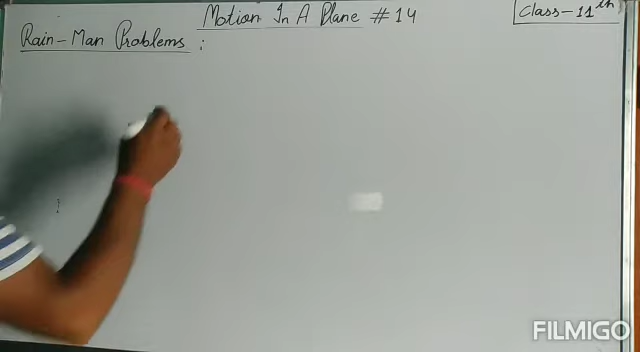 Motion In A Plane #14
Class-11th
Rain-Man Problems :
FILMIGO